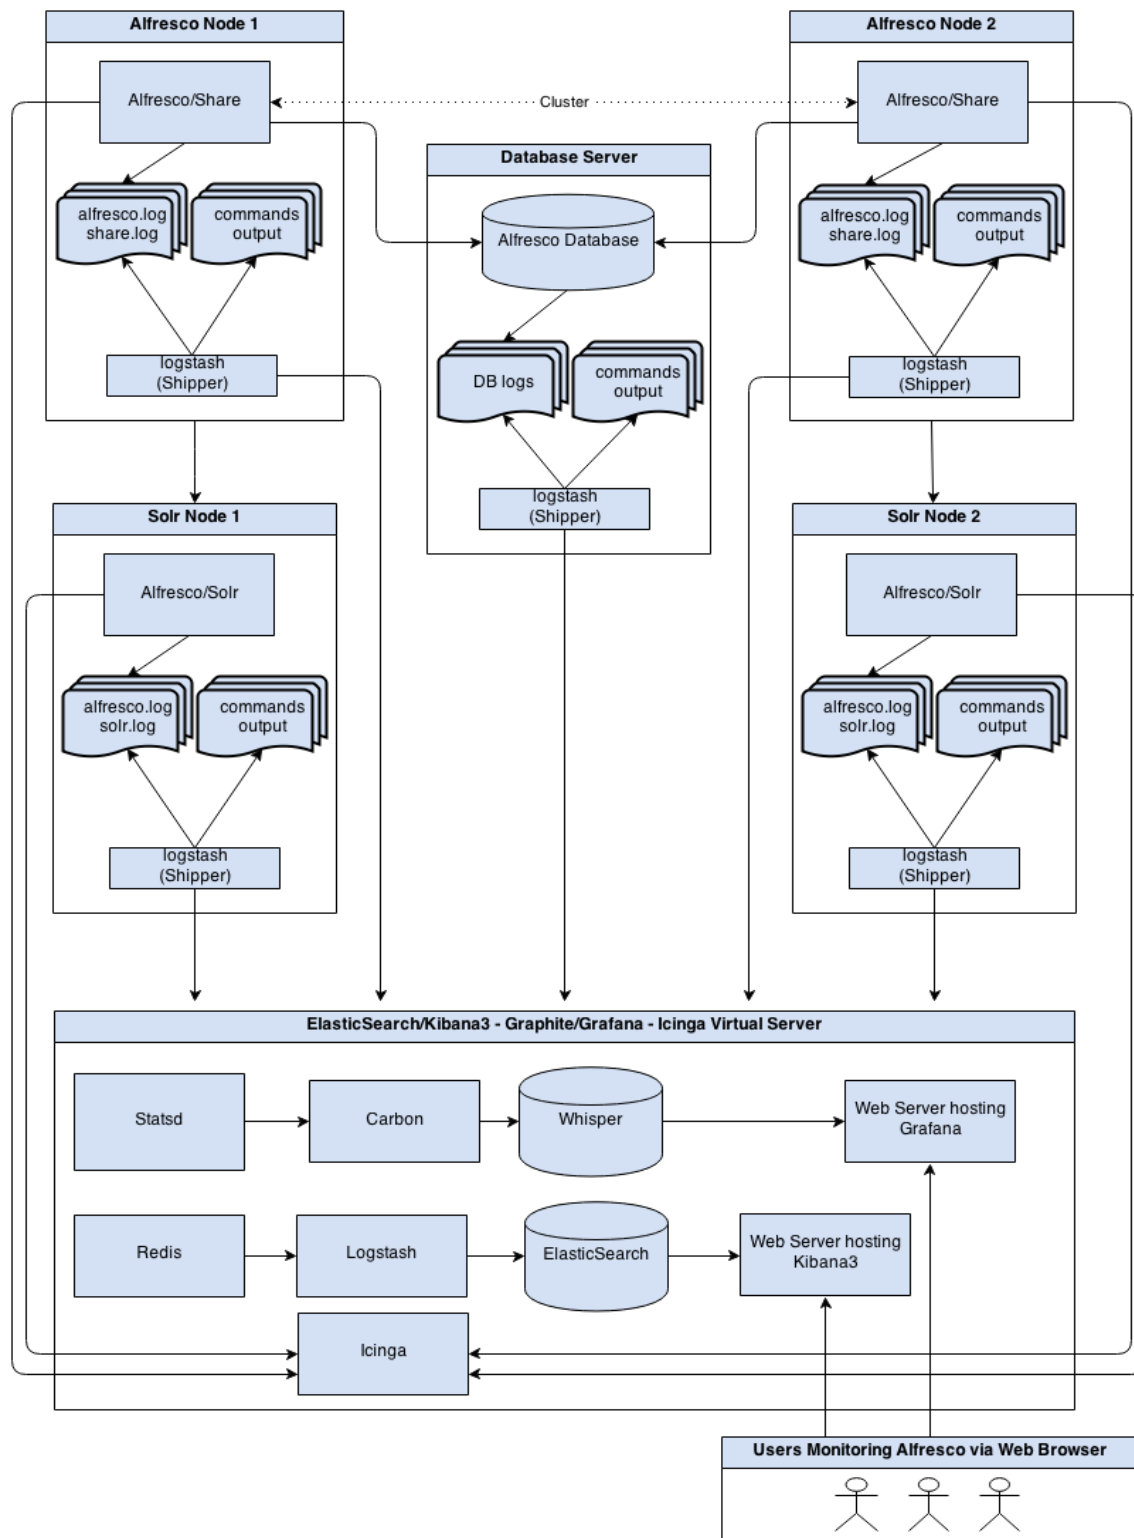 Alfresco Node 1
Alfresco/Share
alfresco.log
share.log
commands
output
logstash
(Shipper)
Cluster
Database Server
Alfresco Database
DB logs
commands
output
logstash
(Shipper)
Alfresco Node 2
Alfresco/Share
alfresco.log
share.log
commands
output
logstash
(Shipper)
Solr Node 1
Alfresco/Solr
alfresco.log
solr.log
commands
output
logstash
(Shipper)
Solr Node 2
Alfresco/Solr
alfresco.log
solr.log
commands
output
logstash
(Shipper)
ElasticSearch/Kibana3 - Graphite/Grafana - Icinga Virtual Server
Statsd
Carbon
Whisper
Web Server hosting
Grafana
Redis
Logstash
ElasticSearch
Web Server hosting
Kibana3
Icinga
Users Monitoring Alfresco via Web Browser